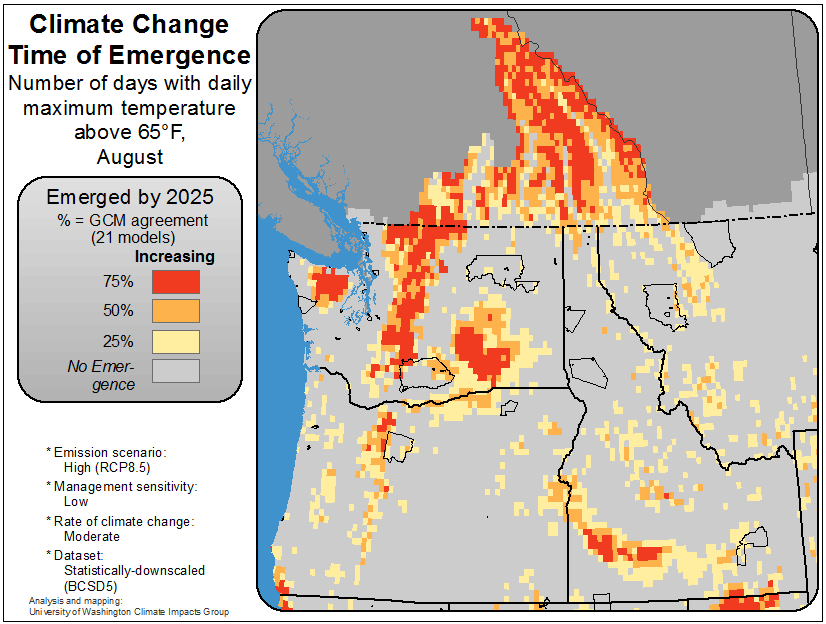 Climate Change
Time of Emergence
Number of days with daily
maximum temperature
above 65°F,
August
Emerged by 2025
% = GCM agreement
(21 models)
Increasing
75%
50%
25%
No Emer-
gence
* Emission scenario:
High (RCP8.5)
* Management sensitivity:
Low
* Rate of climate change:
Moderate
* Dataset:
Statistically-downscaled
(BCSD5)
Analysis and mapping:
University of Washington Climate Impacts Group